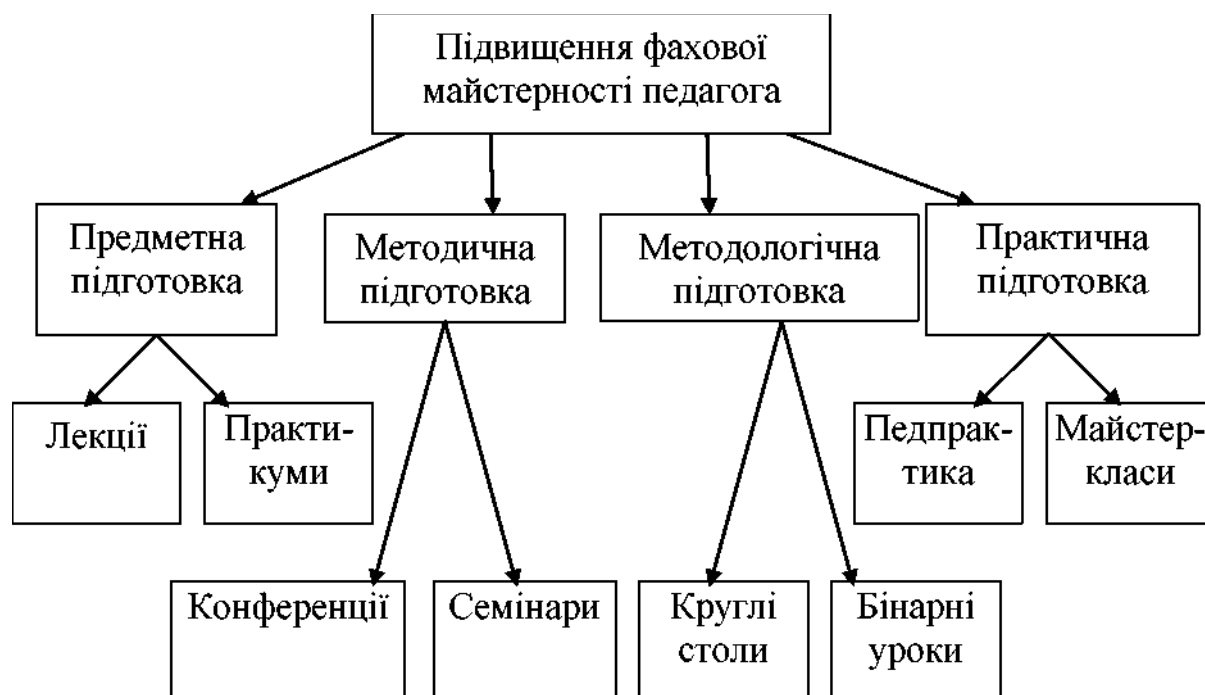 Підвищення фахової
майстерності педагога
Предметна
підготовка
Методична
підготовка
Методологічна
підготовка
Практична
підготовка
Лекції
Практи-
куми
Педпрак-
тика
Майстер-
класи
Конференції
Семінари
Круглі
столи
Бінарні
уроки